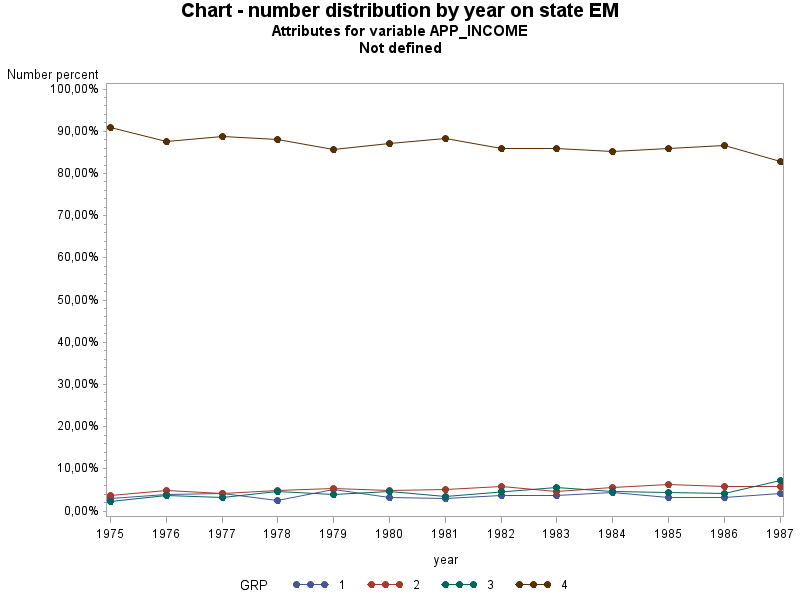 Chart - number distribution by year on state EM
Attributes for variable APP_INCOME
Not defined
Number percent
100,00%
90,00%
80,00%
70,00%
60,00%
50,00%
40,00%
30,00%
20,00%
10,00%
0,00%
1975 1976 1977 1978 1979 1980 1981 1982 1983 1984 1985 1986 1987
year
GRP 1 2 3 4